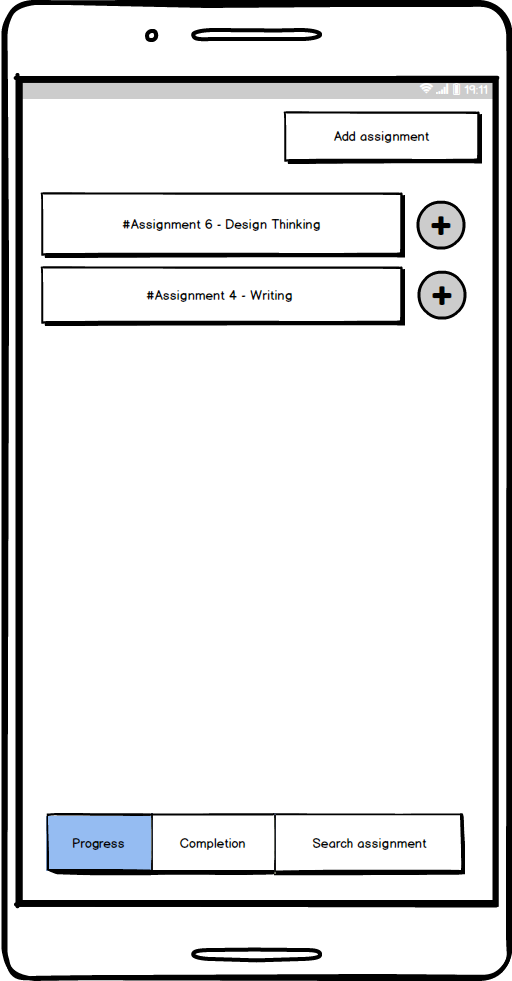 19:11
Add assignment
#Assignment 6 - Design Thinking
#Assignment 4 - Writing
Progress Completion Search assignment